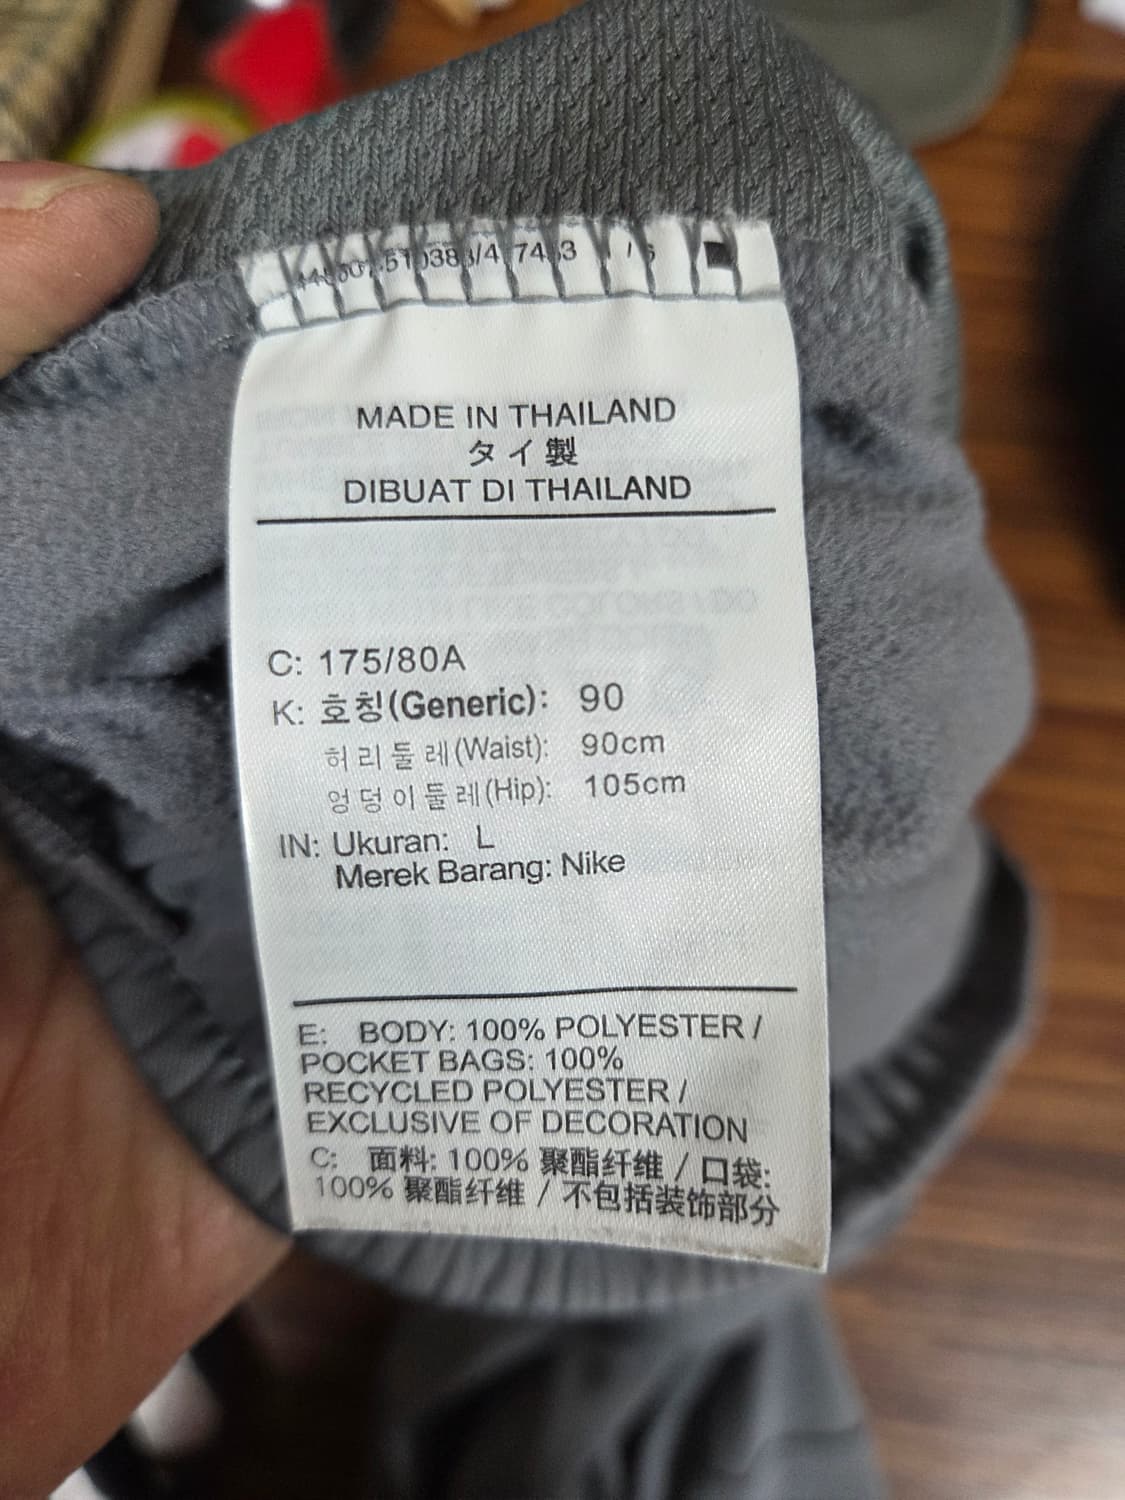 MADE IN THAILAND
タイ製
DIBUAT DI THAILAND
C: 175/80A
K: 호칭(Generic): 90
허리둘레(Waist): 90cm
엉덩이둘레(Hip): 105cm
IN: Ukuran: L
Merek Barang: Nike
E: BODY: 100% POLYESTER /
POCKET BAGS: 100%
RECYCLED POLYESTER /
EXCLUSIVE OF DECORATION
C: 面料: 100% 聚酯纤维 / 口袋:
100% 聚酯纤维 / 不包括装饰部分